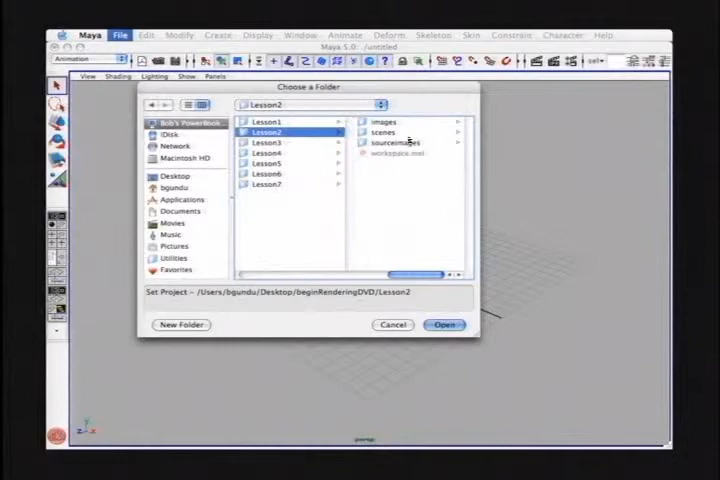 Maya File Edit Modify Create Display Window Animate Deform Skeleton Skin Constrain Character Help
Maya 5.0: ./untitled
Animation
sel
View Shading Lighting Show Panels
Choose a Folder
Lesson2
Bob's PowerBook...
iDisk
Network
Macintosh HD
Desktop
bgundu
Applications
Documents
Movies
Music
Pictures
Utilities
Favorites
Lesson1
Lesson2
Lesson3
Lesson4
Lesson5
Lesson6
Lesson7
images
scenes
sourceimages
workspace.mel
Set Project - /Users/bgundu/Desktop/beginRenderingDVD/Lesson2
New Folder
Cancel
Open
y
z x
persp